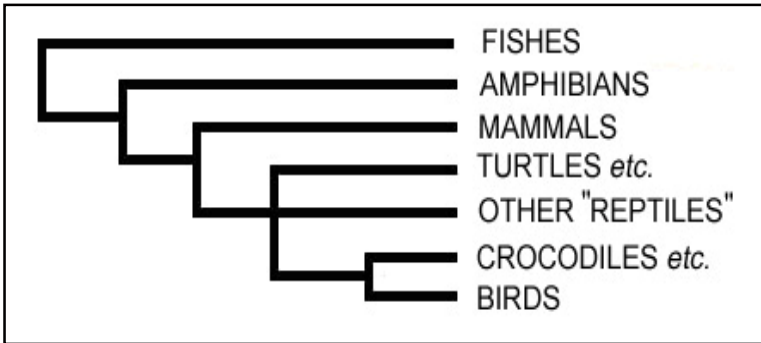 FISHES
AMPHIBIANS
MAMMALS
TURTLES etc.
OTHER "REPTILES"
CROCODILES etc.
BIRDS